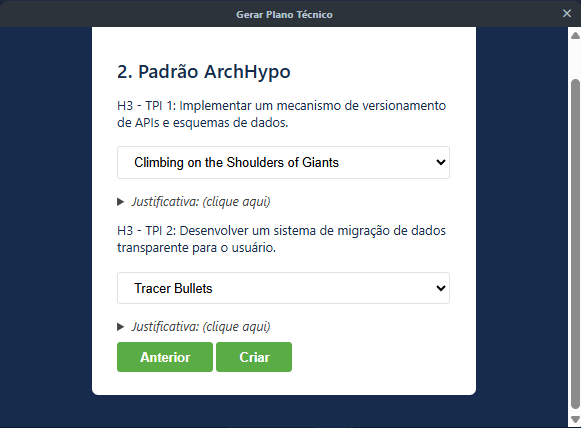 Gerar Plano Técnico
2. Padrão ArchHypo
H3 - TPI 1: Implementar um mecanismo de versionamento
de APIs e esquemas de dados.
Climbing on the Shoulders of Giants
Justificativa: (clique aqui)
H3 - TPI 2: Desenvolver um sistema de migração de dados
transparente para o usuário.
Tracer Bullets
Justificativa: (clique aqui)
Anterior Criar